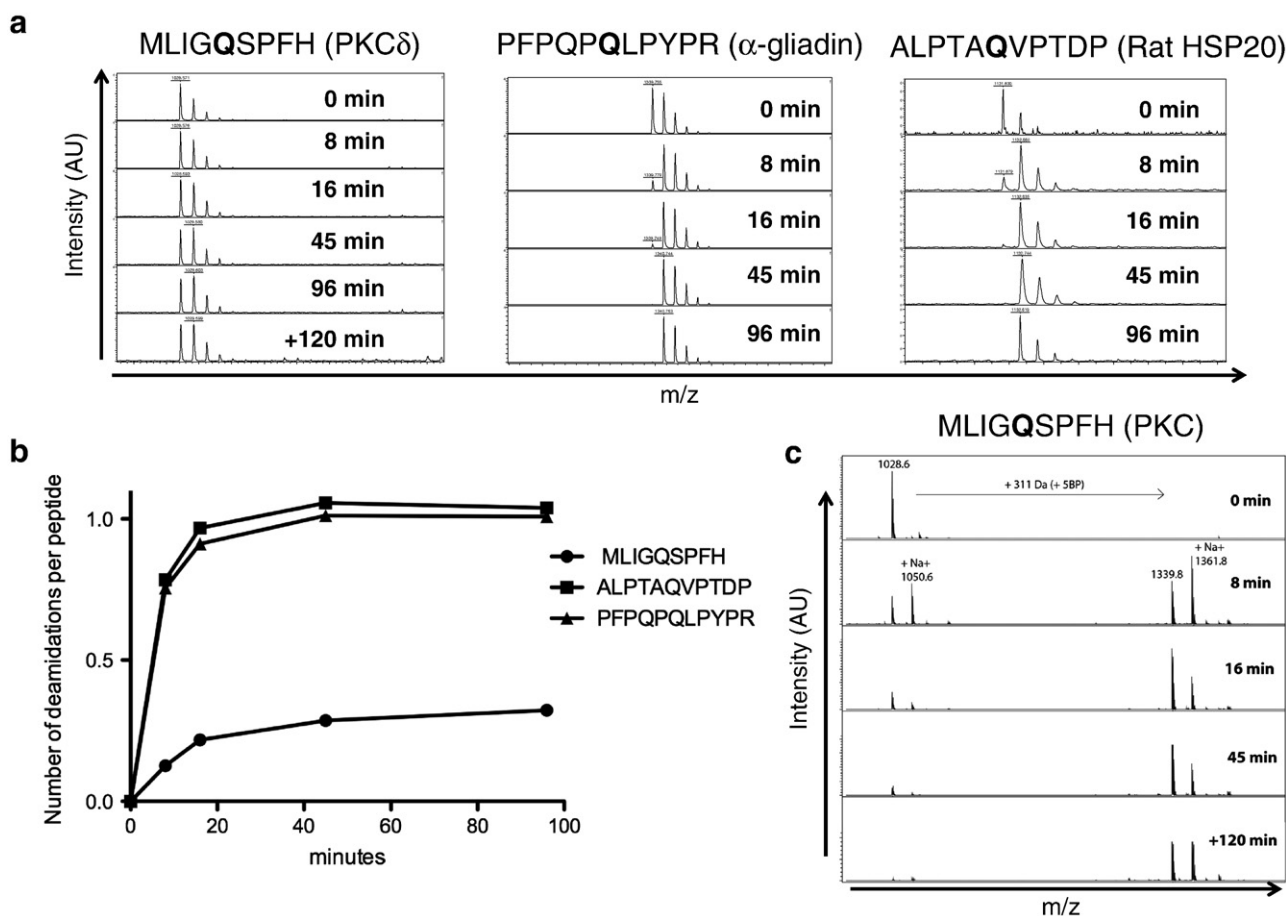 a
MLIGQSPFH (PKCδ)
PFPQPQLPYPR (α-gliadin)
ALPTAQVPTDP (Rat HSP20)
Intensity (AU)
0 min
8 min
16 min
45 min
96 min
+120 min
0 min
8 min
16 min
45 min
96 min
0 min
8 min
16 min
45 min
96 min
m/z
b
Number of deamidations per peptide
1.0
0.5
0.0
0
20
40
60
80
100
minutes
MLIGQSPFH
ALPTAQVPTDP
PFPQPQLPYPR
c
MLIGQSPFH (PKC)
Intensity (AU)
1028.6
+ 311 Da (+ 5BP)
0 min
+ Na+
1050.6
1339.8
+ Na+
1361.8
8 min
16 min
45 min
+120 min
m/z